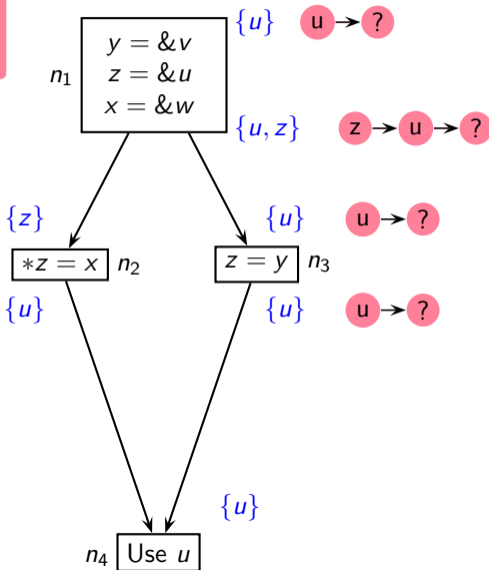 {u} u → ?
n₁ y = &v
z = &u
x = &w
{u, z} z → u → ?
{z} {u} u → ?
*z = x n₂ z = y n₃
{u} {u} u → ?
{u}
n₄ Use u